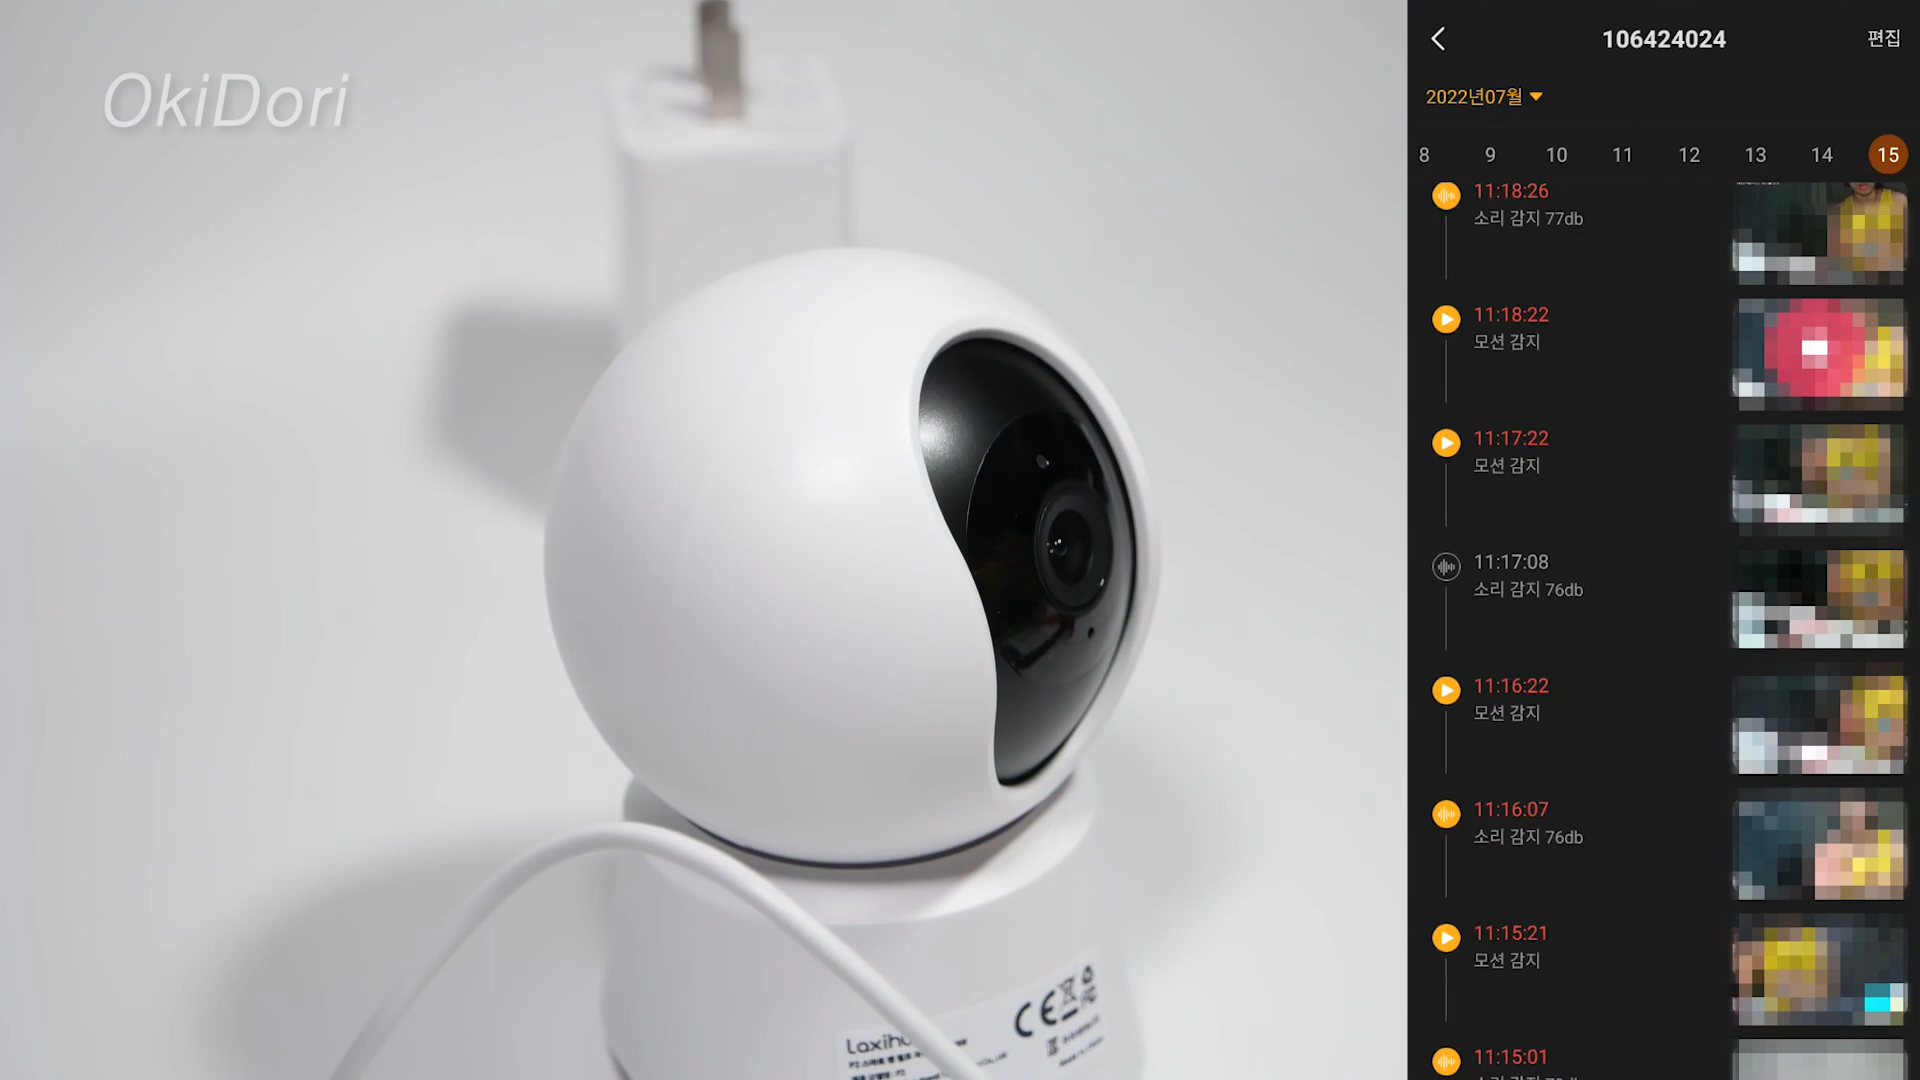 OkiDori
106424024
편집
2022년07월
8 9 10 11 12 13 14 15
11:18:26
소리 감지 77db
11:18:22
모션 감지
11:17:22
모션 감지
11:17:08
소리 감지 76db
11:16:22
모션 감지
11:16:07
소리 감지 76db
11:15:21
모션 감지
11:15:01
CE